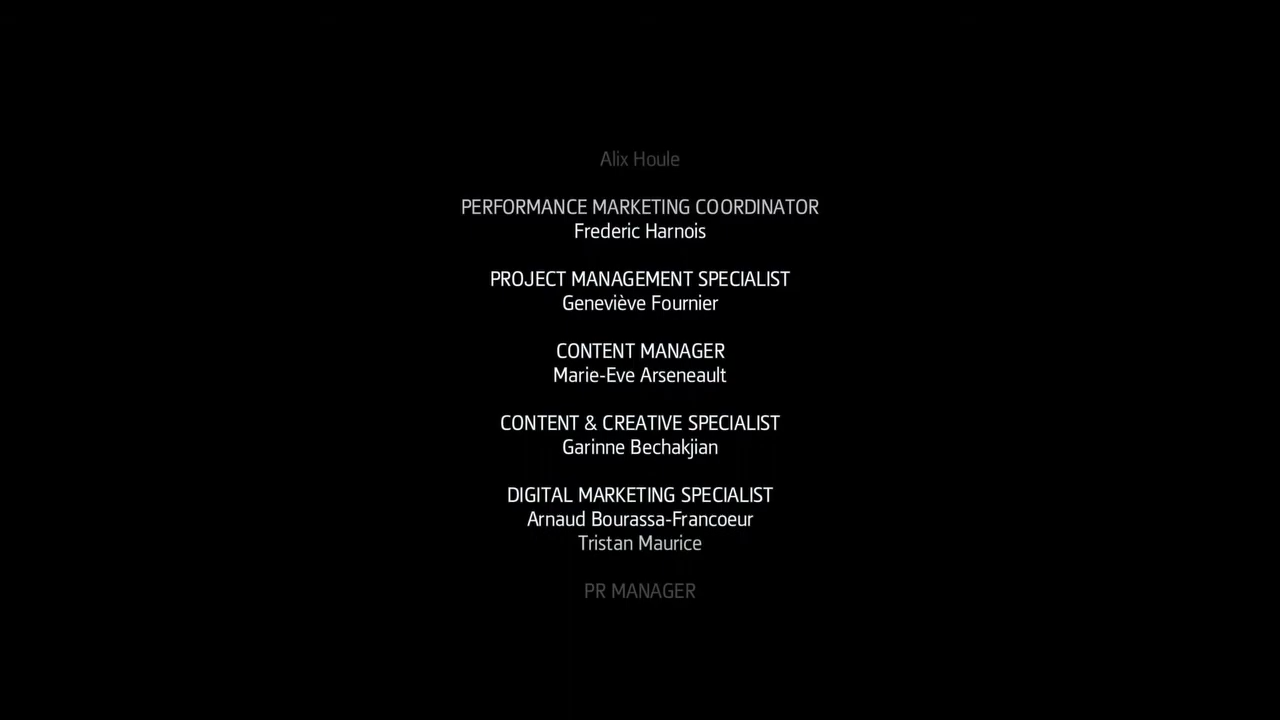 Alix Houle
PERFORMANCE MARKETING COORDINATOR
Frederic Harnois
PROJECT MANAGEMENT SPECIALIST
Geneviève Fournier
CONTENT MANAGER
Marie-Eve Arseneault
CONTENT & CREATIVE SPECIALIST
Garinne Bechakjian
DIGITAL MARKETING SPECIALIST
Arnaud Bourassa-Francoeur
Tristan Maurice
PR MANAGER